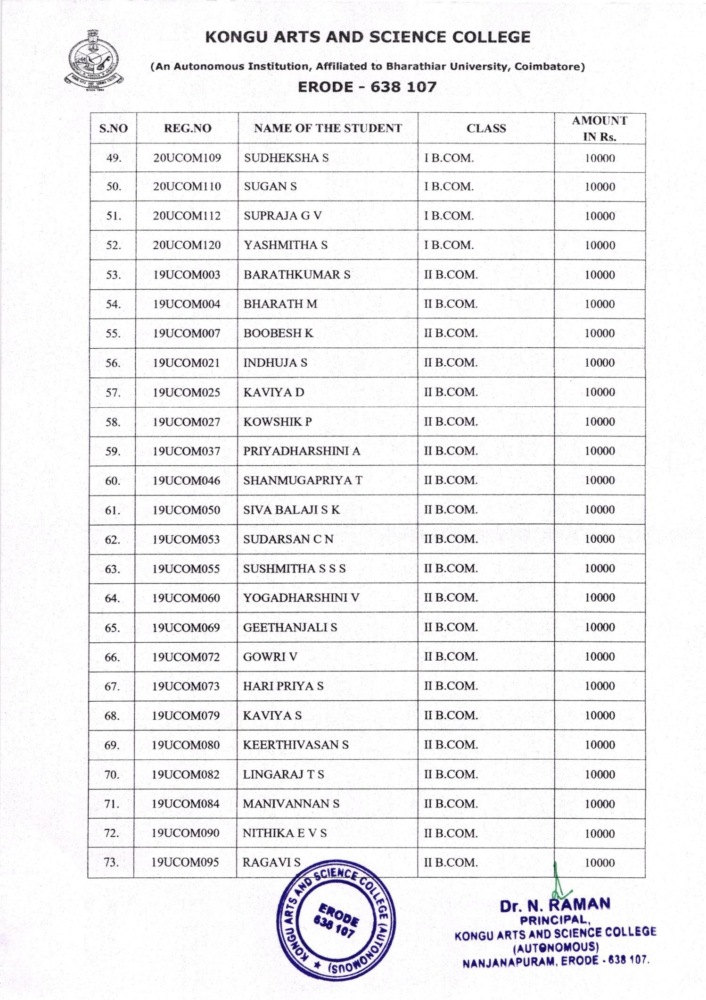 KONGU ARTS AND SCIENCE COLLEGE
(An Autonomous Institution, Affiliated to Bharathiar University, Coimbatore)
ERODE - 638 107
KONGU ARTS AND SCIENCE COLLEGE
ERODE
Since 1994
S.NO REG.NO NAME OF THE STUDENT CLASS AMOUNT IN Rs.
49. 20UCOM109 SUDHEKSHA S I B.COM. 10000
50. 20UCOM110 SUGAN S I B.COM. 10000
51. 20UCOM112 SUPRAJA G V I B.COM. 10000
52. 20UCOM120 YASHMITHA S I B.COM. 10000
53. 19UCOM003 BARATHKUMAR S II B.COM. 10000
54. 19UCOM004 BHARATH M II B.COM. 10000
55. 19UCOM007 BOOBESH K II B.COM. 10000
56. 19UCOM021 INDHUJA S II B.COM. 10000
57. 19UCOM025 KAVIYA D II B.COM. 10000
58. 19UCOM027 KOWSHIK P II B.COM. 10000
59. 19UCOM037 PRIYADHARSHINI A II B.COM. 10000
60. 19UCOM046 SHANMUGAPRIYA T II B.COM. 10000
61. 19UCOM050 SIVA BALAJI S K II B.COM. 10000
62. 19UCOM053 SUDARSAN C N II B.COM. 10000
63. 19UCOM055 SUSHMITHA S S S II B.COM. 10000
64. 19UCOM060 YOGADHARSHINI V II B.COM. 10000
65. 19UCOM069 GEETHANJALI S II B.COM. 10000
66. 19UCOM072 GOWRI V II B.COM. 10000
67. 19UCOM073 HARI PRIYA S II B.COM. 10000
68. 19UCOM079 KAVIYA S II B.COM. 10000
69. 19UCOM080 KEERTHIVASAN S II B.COM. 10000
70. 19UCOM082 LINGARAJ T S II B.COM. 10000
71. 19UCOM084 MANIVANNAN S II B.COM. 10000
72. 19UCOM090 NITHIKA E V S II B.COM. 10000
73. 19UCOM095 RAGAVI S II B.COM. 10000
KONGU ARTS AND SCIENCE COLLEGE (AUTONOMOUS)
ERODE
638 107
Dr. N. RAMAN
PRINCIPAL,
KONGU ARTS AND SCIENCE COLLEGE
(AUTONOMOUS)
NANJANAPURAM, ERODE - 638 107.